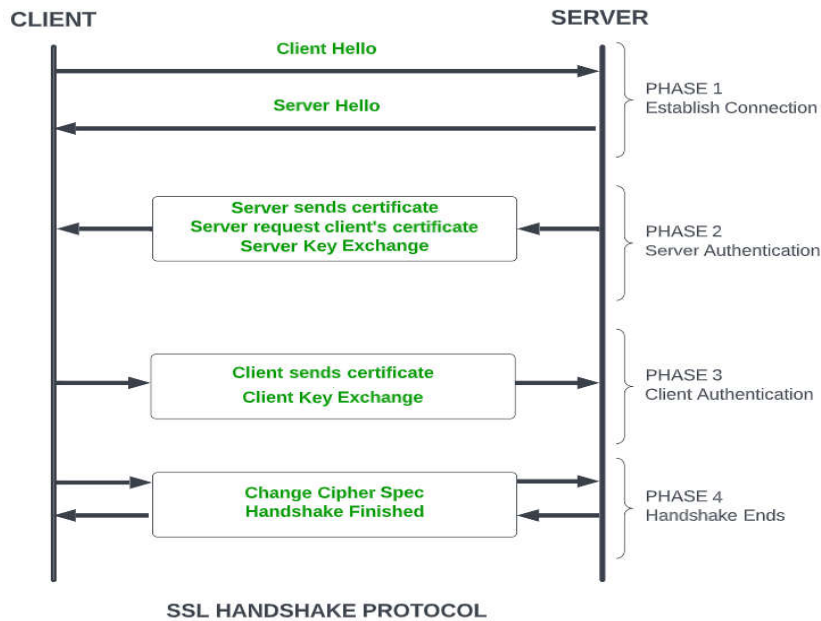 CLIENT
SERVER
Client Hello
Server Hello
PHASE 1
Establish Connection
Server sends certificate
Server request client's certificate
Server Key Exchange
PHASE 2
Server Authentication
Client sends certificate
Client Key Exchange
PHASE 3
Client Authentication
Change Cipher Spec
Handshake Finished
PHASE 4
Handshake Ends
SSL HANDSHAKE PROTOCOL